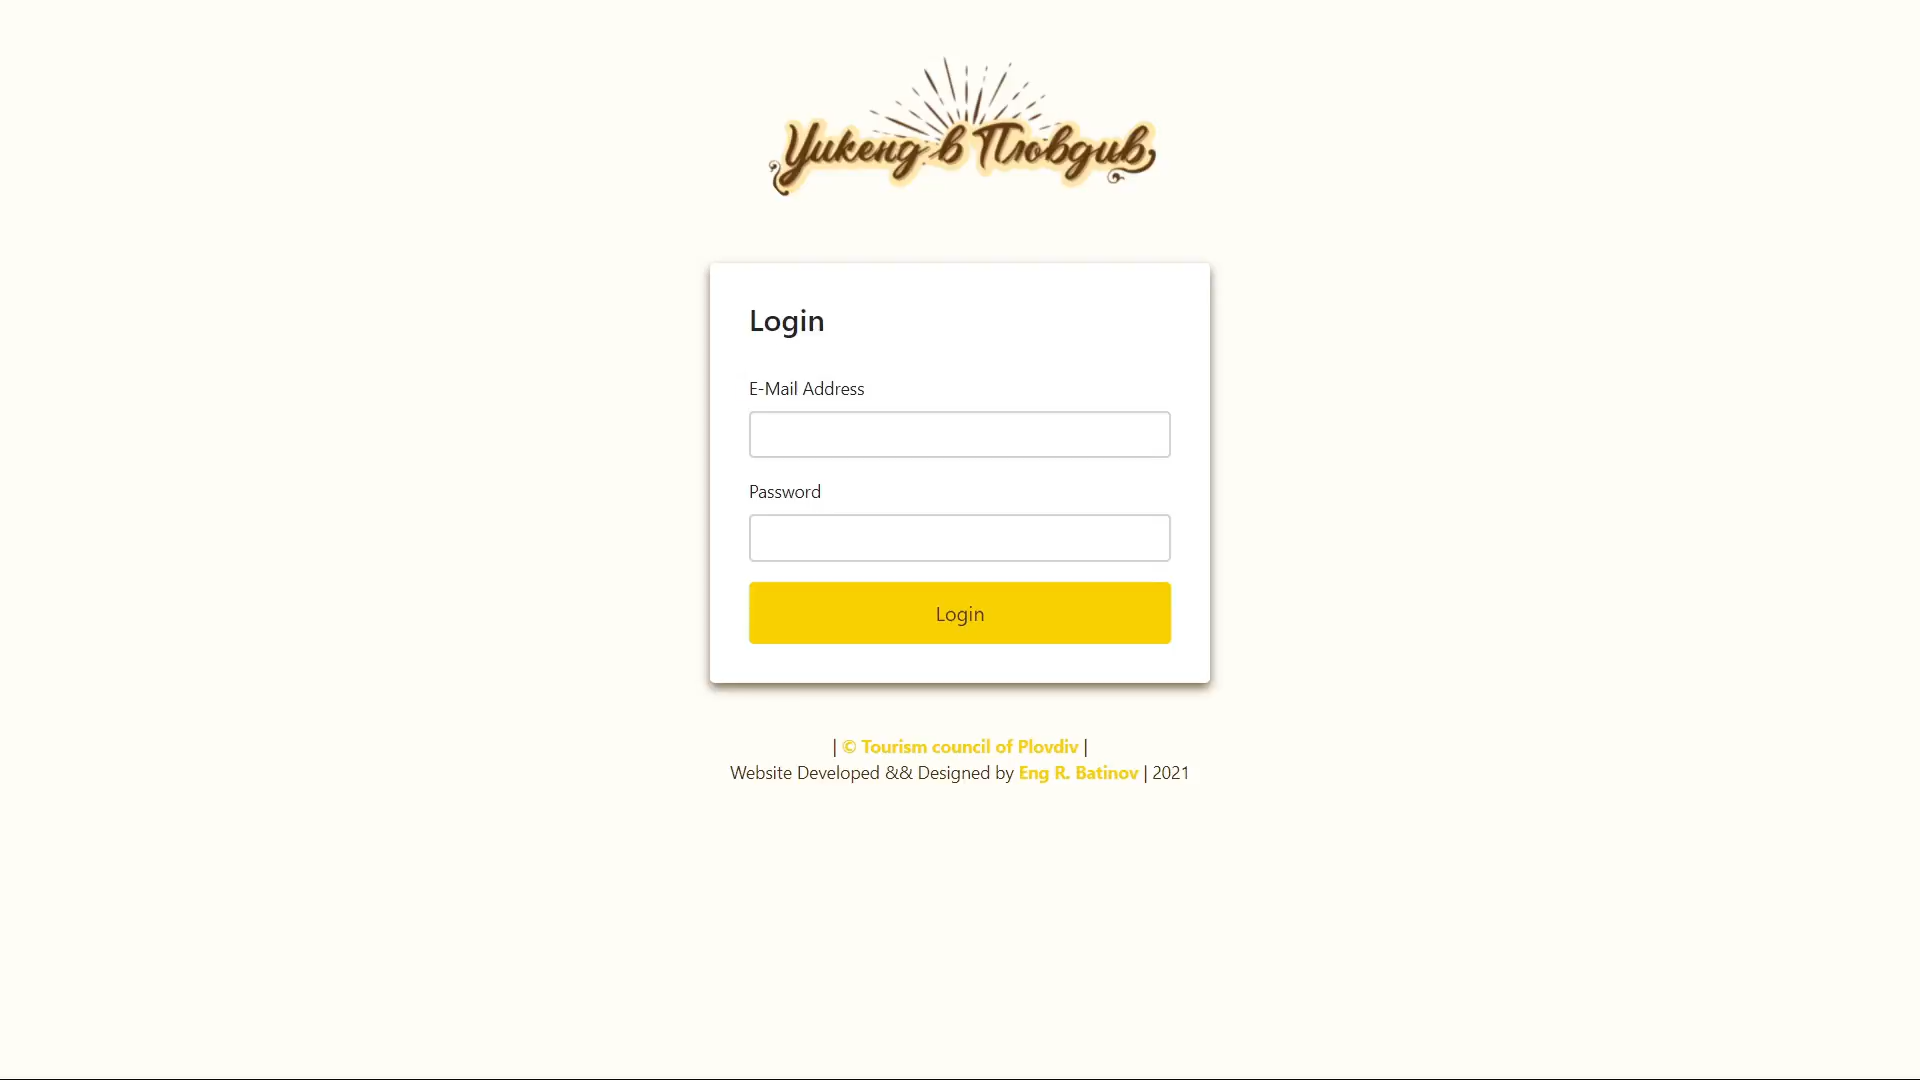 Уикенд в Пловдив
Login
E-Mail Address
Password
Login
| © Tourism council of Plovdiv |
Website Developed && Designed by Eng R. Batinov | 2021